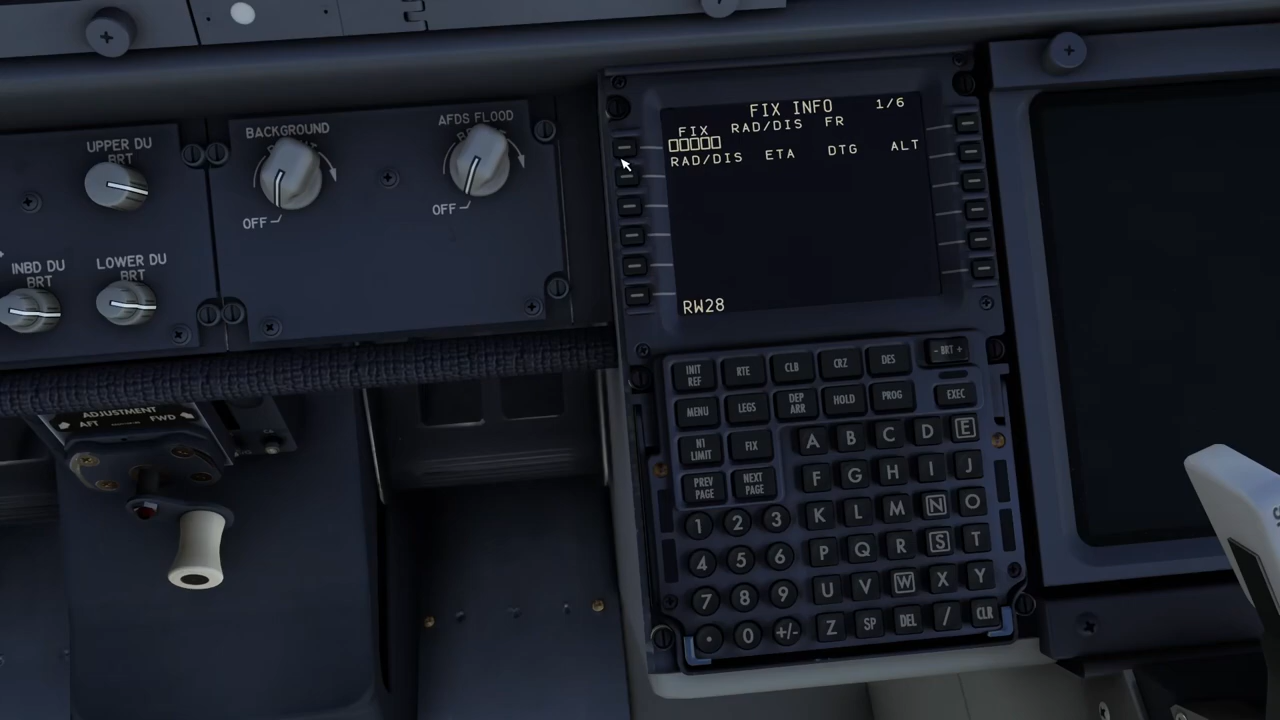 UPPER DU
BRT
BACKGROUND
OFF
AFDS FLOOD
OFF
INBD DU
BRT
LOWER DU
BRT
ADJUSTMENT
AFT FWD
FIX INFO 1/6
FIX RAD/DIS FR
□□□□□
RAD/DIS ETA DTG ALT
RW28
INIT REF
RTE
CLB
CRZ
DES
- BRT +
MENU
LEGS
DEP ARR
HOLD
PROG
EXEC
N1 LIMIT
FIX
A B C D E
PREV PAGE
NEXT PAGE
F G H I J
1 2 3
K L M N O
4 5 6
P Q R S T
7 8 9
U V W X Y
. 0 +/-
Z SP DEL / CLR